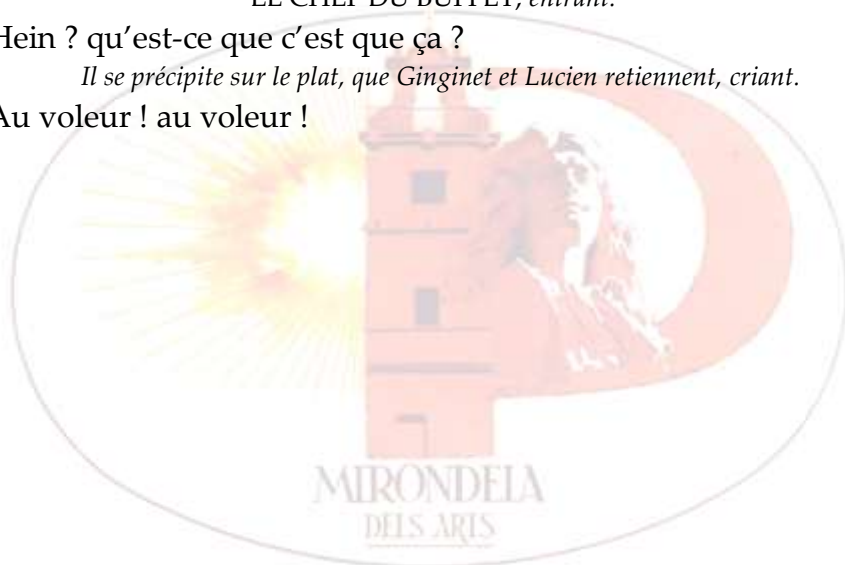 LE CHEF DU BUFFET, entrant.
Hein ? qu’est-ce que c’est que ça ?
Il se précipite sur le plat, que Ginginet et Lucien retiennent, criant.
Au voleur ! au voleur !
MIRONDELA
DELS ARTS